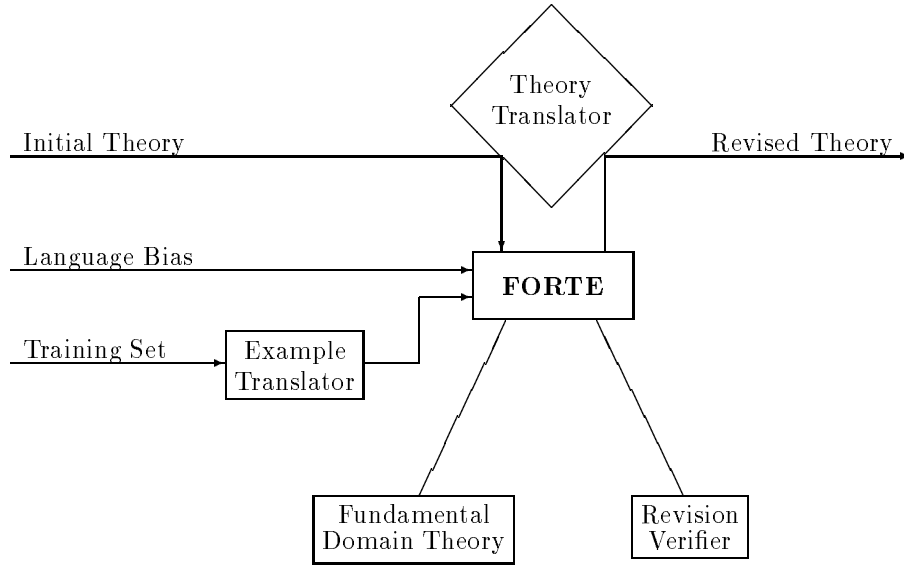 Theory
Translator
Initial Theory
Revised Theory
Language Bias
FORTE
Training Set
Example
Translator
Fundamental
Domain Theory
Revision
Verifier